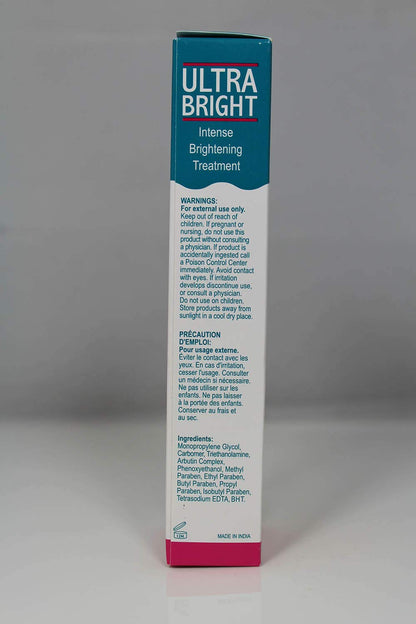 ULTRA
BRIGHT
Intense
Brightening
Treatment
WARNINGS:
For external use only.
Keep out of reach of
children. If pregnant or
nursing, do not use this
product without consulting
a physician. If product is
accidentally ingested call
a Poison Control Center
immediately. Avoid contact
with eyes. If irritation
develops discontinue use,
or consult a physician.
Do not use on children.
Store products away from
sunlight in a cool dry place.
PRÉCAUTION
D'EMPLOI:
Pour usage externe.
Éviter le contact avec les
yeux. En cas d'irritation,
cesser l'usage. Consulter
un médecin si nécessaire.
Ne pas utiliser sur les
enfants. Ne pas laisser
à la portée des enfants.
Conserver au frais et
au sec.
Ingredients:
Monopropylene Glycol,
Carbomer, Triethanolamine,
Arbutin Complex,
Phenoxyethanol, Methyl
Paraben, Ethyl Paraben,
Butyl Paraben, Propyl
Paraben, Isobutyl Paraben,
Tetrasodium EDTA, BHT.
12M
MADE IN INDIA